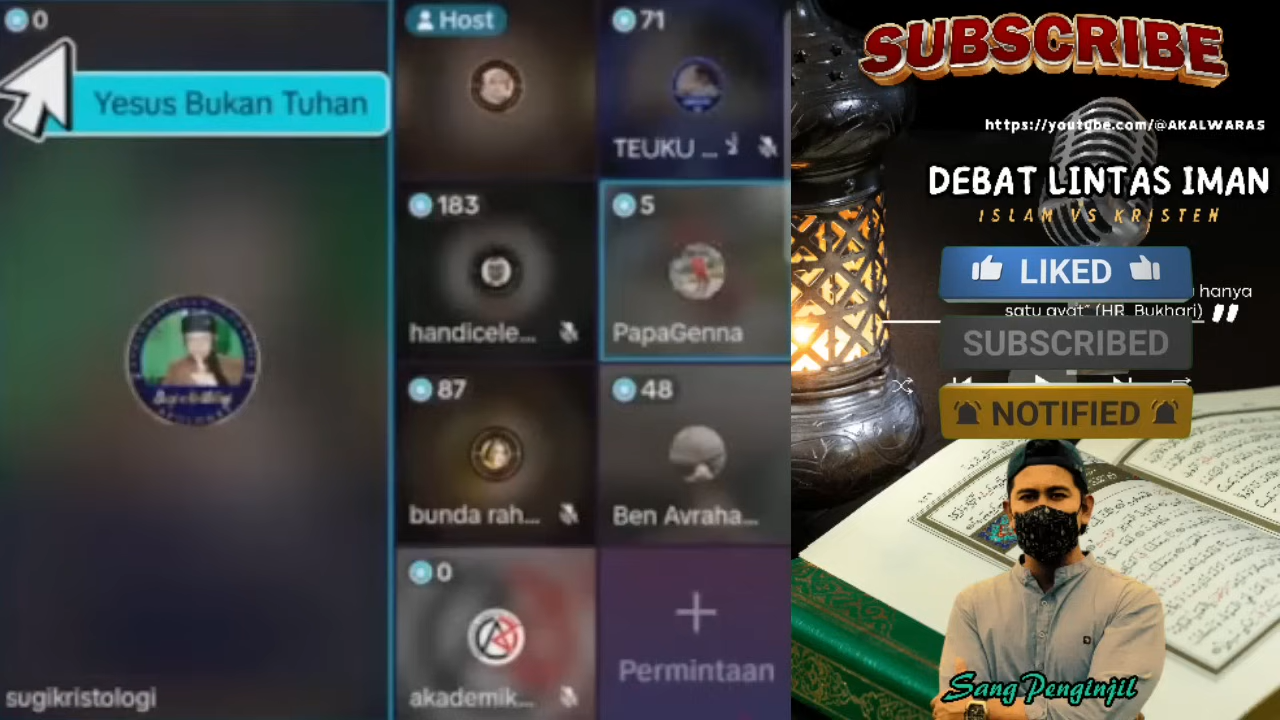 0
Yesus Bukan Tuhan
sugikristologi
Host
71
TEUKU ...
183
handicele...
5
PapaGenna
87
bunda rah...
48
Ben Avraha...
0
akademik...
Permintaan
SUBSCRIBE
https://youtube.com/@AKALWARAS
DEBAT LINTAS IMAN
ISLAM VS KRISTEN
LIKED
hanya
satu ayat" (HR. Bukhari)
SUBSCRIBED
NOTIFIED
Sang Penginjil